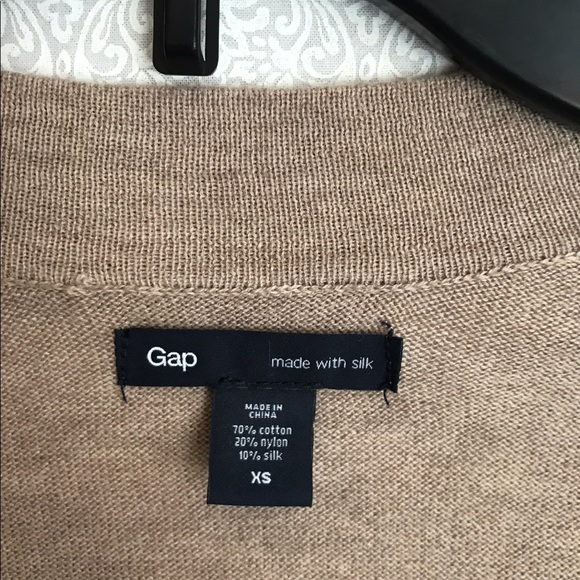 Gap
made with silk
MADE IN
CHINA
70% cotton
20% nylon
10% silk
XS